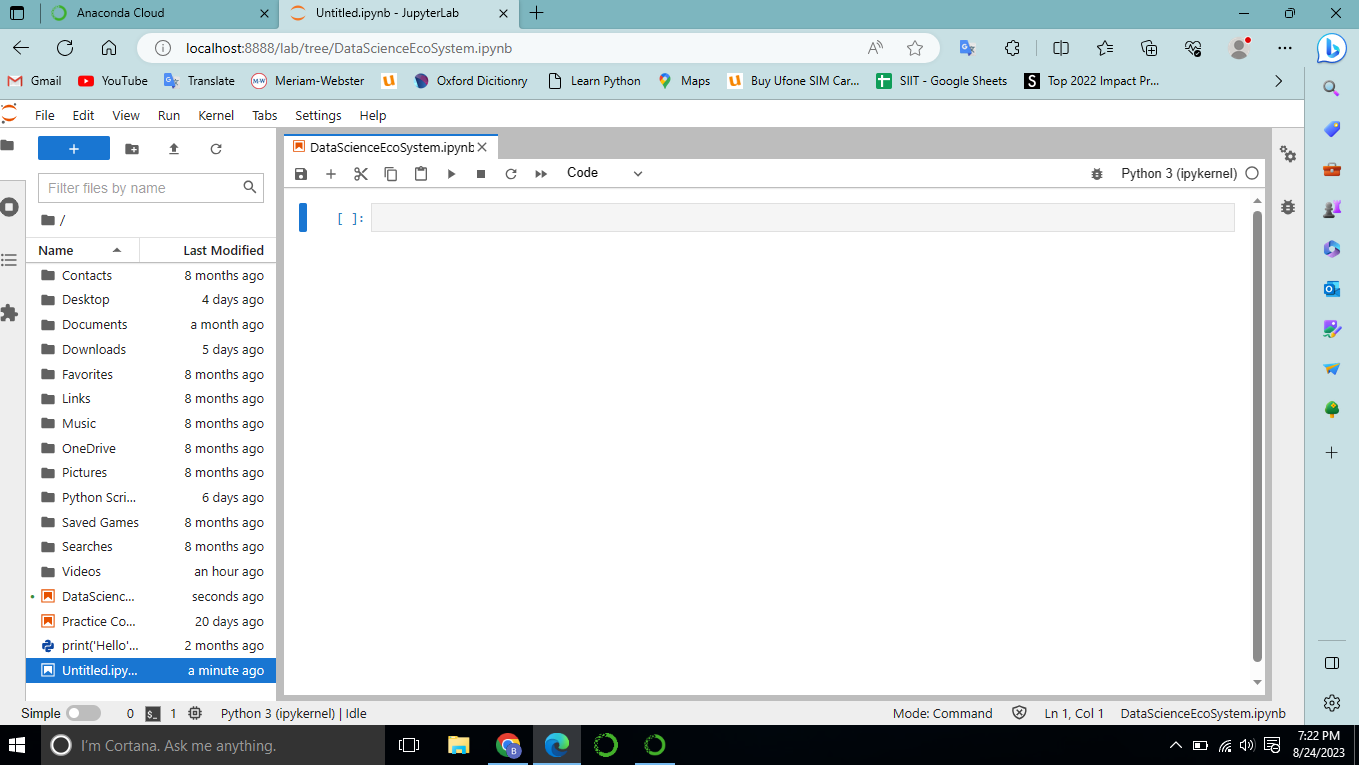 Anaconda Cloud
Untitled.ipynb - JupyterLab
localhost:8888/lab/tree/DataScienceEcoSystem.ipynb
Gmail YouTube Translate Meriam-Webster Oxford Dicitionry Learn Python Maps Buy Ufone SIM Car... SIIT - Google Sheets Top 2022 Impact Pr...
File Edit View Run Kernel Tabs Settings Help
DataScienceEcoSystem.ipynb
Code
Python 3 (ipykernel)
Filter files by name
/
Name Last Modified
Contacts 8 months ago
Desktop 4 days ago
Documents a month ago
Downloads 5 days ago
Favorites 8 months ago
Links 8 months ago
Music 8 months ago
OneDrive 8 months ago
Pictures 8 months ago
Python Scri... 6 days ago
Saved Games 8 months ago
Searches 8 months ago
Videos an hour ago
DataScienc... seconds ago
Practice Co... 20 days ago
print('Hello'... 2 months ago
Untitled.ipy... a minute ago
[ ]:
Simple 0 1 Python 3 (ipykernel) | Idle Mode: Command Ln 1, Col 1 DataScienceEcoSystem.ipynb
I'm Cortana. Ask me anything.
7:22 PM
8/24/2023